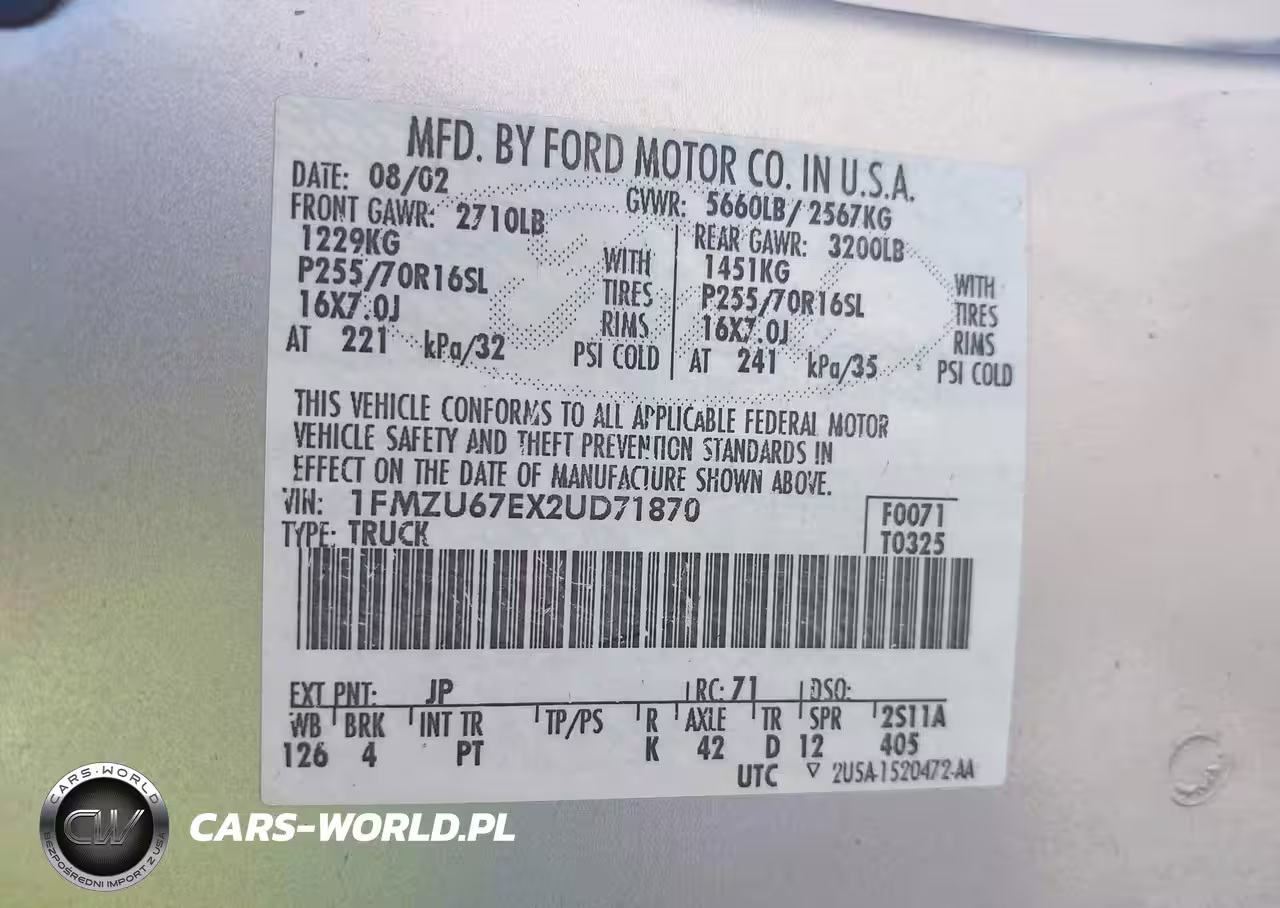 MFD. BY FORD MOTOR CO. IN U.S.A.
DATE: 08/02 GVWR: 5660LB/2567KG
FRONT GAWR: 2710LB REAR GAWR: 3200LB
1229KG WITH 1451KG WITH
P255/70R16SL TIRES P255/70R16SL TIRES
16X7.0J RIMS 16X7.0J RIMS
AT 221 kPa/32 PSI COLD AT 241 kPa/35 PSI COLD
THIS VEHICLE CONFORMS TO ALL APPLICABLE FEDERAL MOTOR
VEHICLE SAFETY AND THEFT PREVENTION STANDARDS IN
EFFECT ON THE DATE OF MANUFACTURE SHOWN ABOVE.
VIN: 1FMZU67EX2UD71870 F0071
TYPE: TRUCK T0325
EXT PNT: JP RC: 71 DSO:
WB BRK INT TR TP/PS R AXLE TR SPR 2S11A
126 4 PT K 42 D 12 405
UTC ▽ 2U5A-1520472-AA
CARS-WORLD
CW
BEZPOŚREDNI IMPORT Z USA
CARS-WORLD.PL